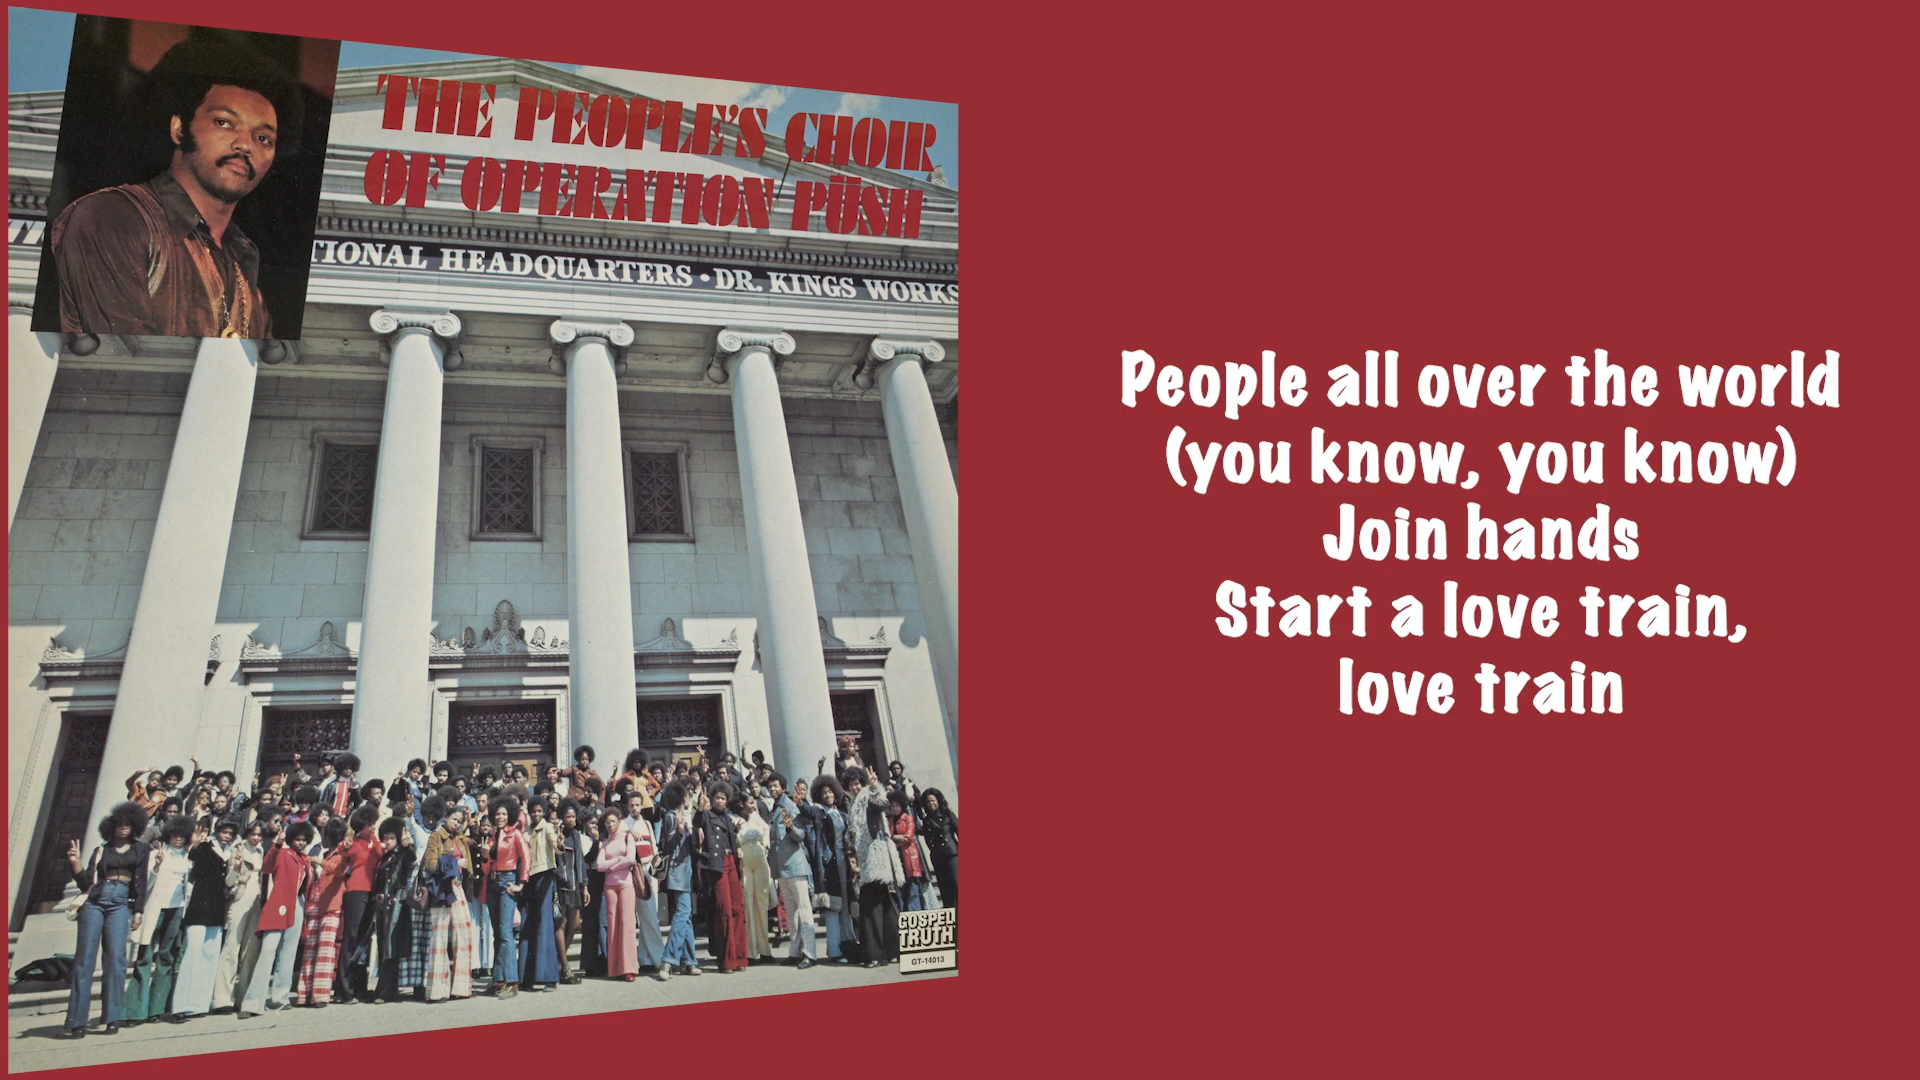 THE PEOPLE'S CHOIR
OF OPERATION PÜSH
TIONAL HEADQUARTERS • DR. KINGS WORKS
GOSPEL
TRUTH
GT-14013
People all over the world
(you know, you know)
Join hands
Start a love train,
love train